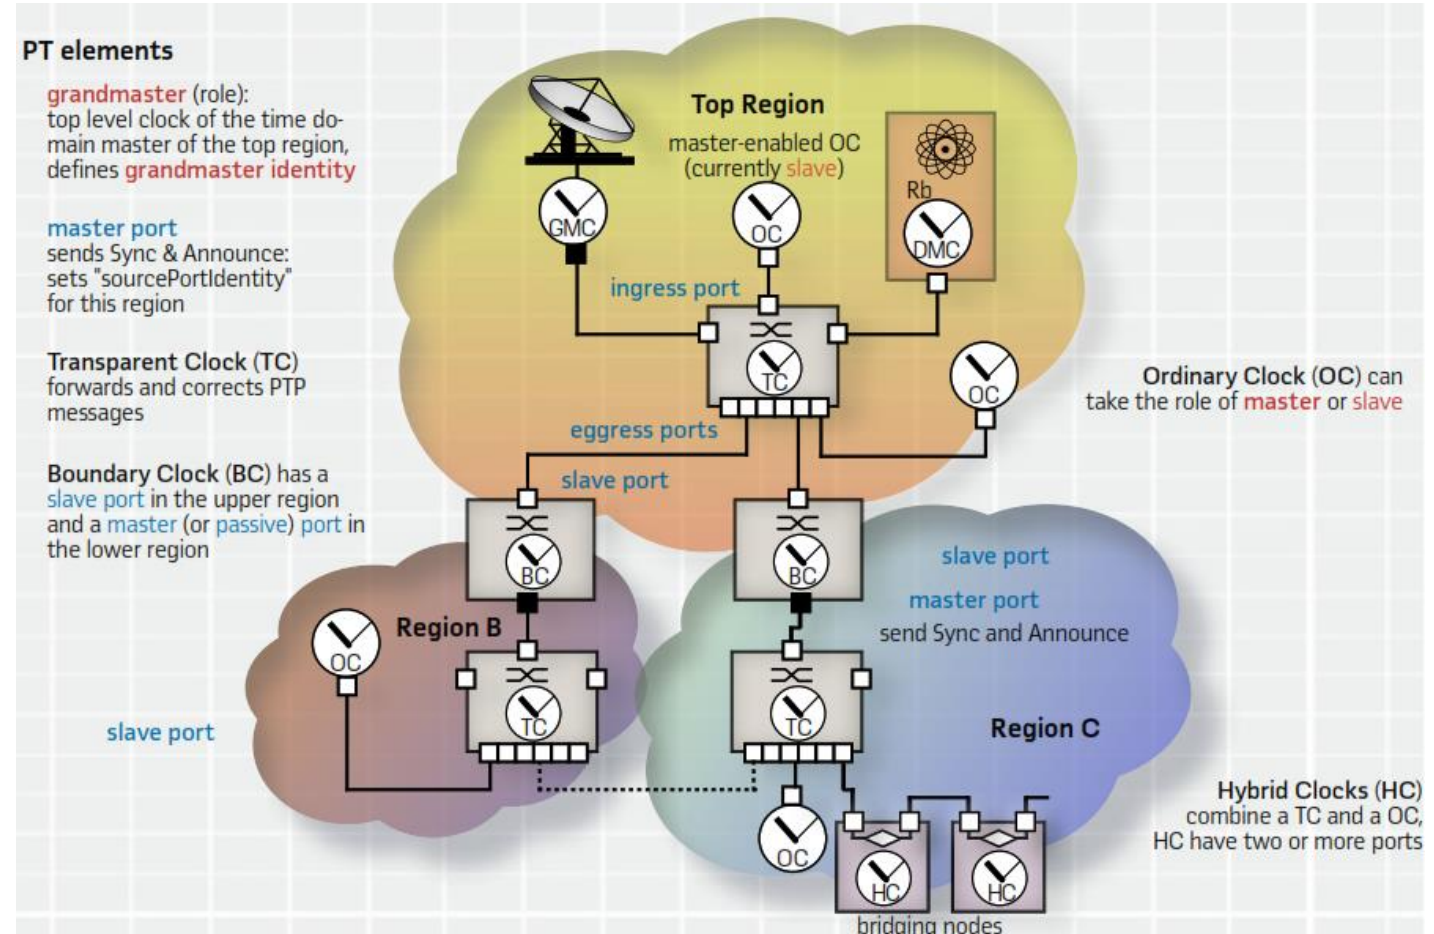 PT elements
grandmaster (role):
top level clock of the time do-
main master of the top region,
defines grandmaster identity
master port
sends Sync & Announce:
sets "sourcePortIdentity"
for this region
Transparent Clock (TC)
forwards and corrects PTP
messages
Boundary Clock (BC) has a
slave port in the upper region
and a master (or passive) port in
the lower region
Top Region
master-enabled OC
(currently slave)
GMC
OC
Rb
DMC
ingress port
TC
OC
Ordinary Clock (OC) can
take the role of master or slave
eggress ports
slave port
BC
BC
slave port
master port
send Sync and Announce
Region B
OC
TC
TC
slave port
Region C
OC
HC
HC
bridging nodes
Hybrid Clocks (HC)
combine a TC and a OC,
HC have two or more ports